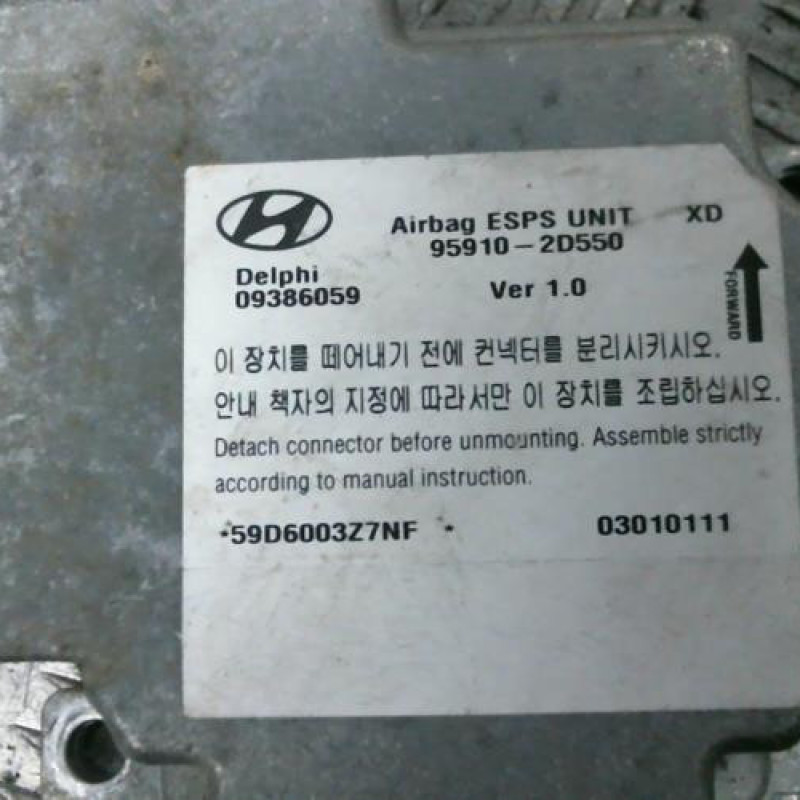 Airbag ESPS UNIT XD
95910-2D550
Delphi
09386059
Ver 1.0
FORWARD
이 장치를 떼어내기 전에 컨넥터를 분리시키시오.
안내 책자의 지정에 따라서만 이 장치를 조립하십시오.
Detach connector before unmounting. Assemble strictly
according to manual instruction.
*59D6003Z7NF *
03010111